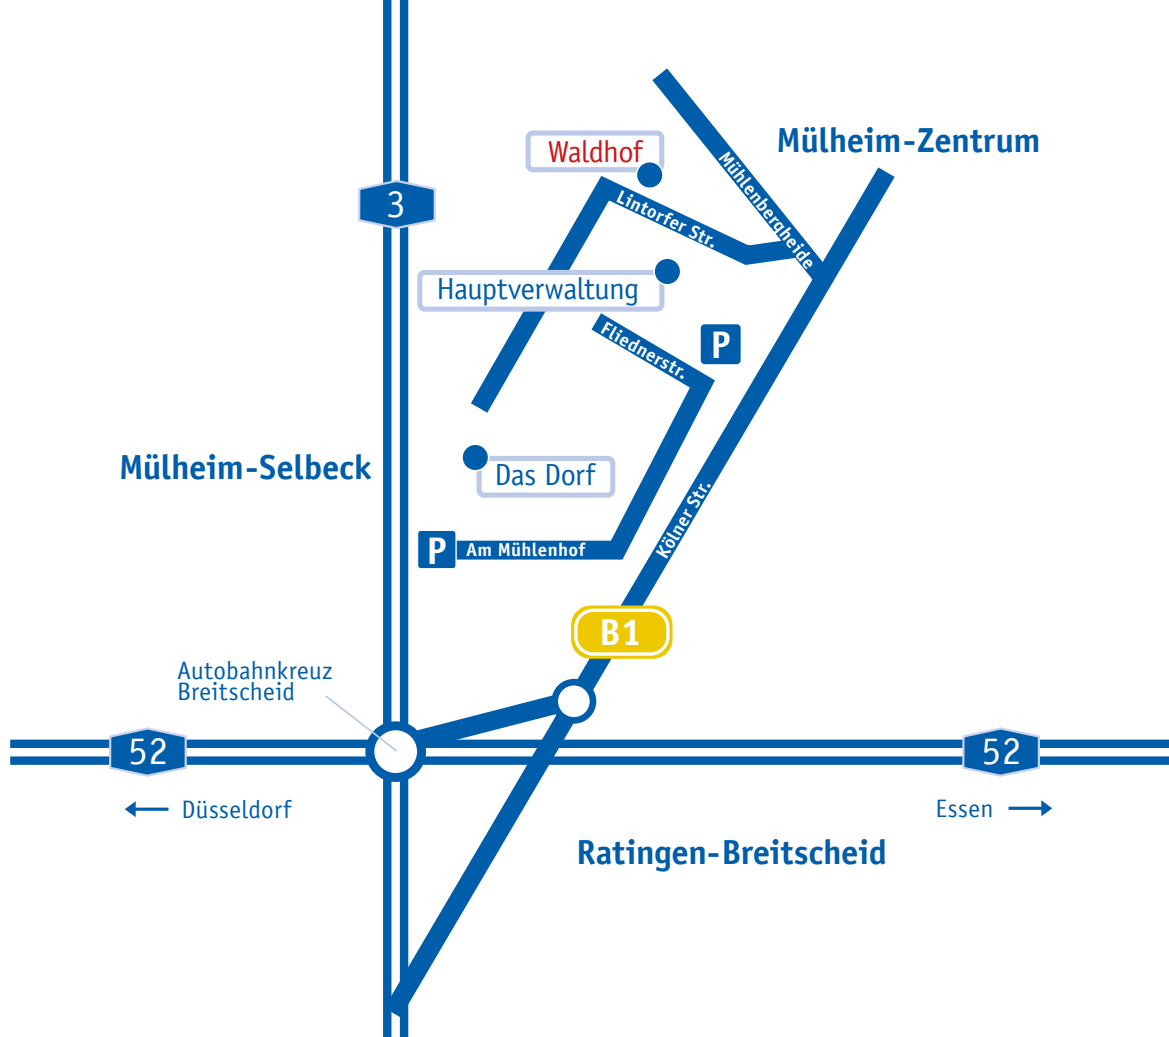 Mülheim-Zentrum
Waldhof
Mühlenbergheide
3
Lintorfer Str.
Hauptverwaltung
Fliednerstr.
P
Mülheim-Selbeck
Das Dorf
Kölner Str.
P
Am Mühlenhof
B1
Autobahnkreuz
Breitscheid
52
52
Düsseldorf
Essen
Ratingen-Breitscheid